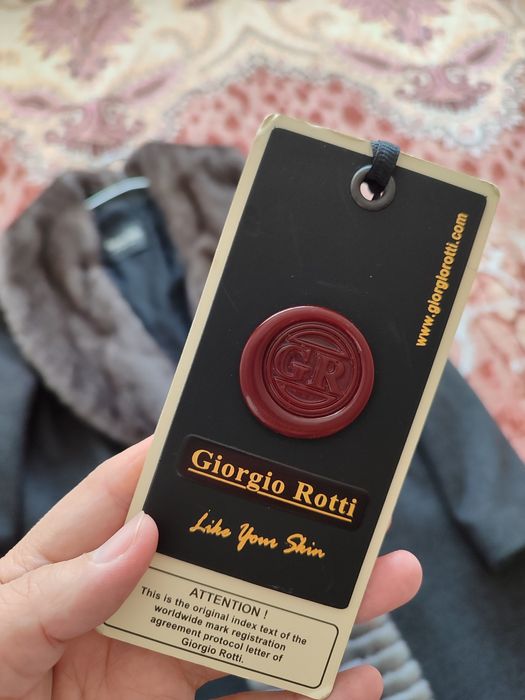 www.giorgiorotti.com
GR
Giorgio Rotti
Like Your Skin
ATTENTION !
This is the original index text of the
worldwide mark registration
agreement protocol letter of
Giorgio Rotti.